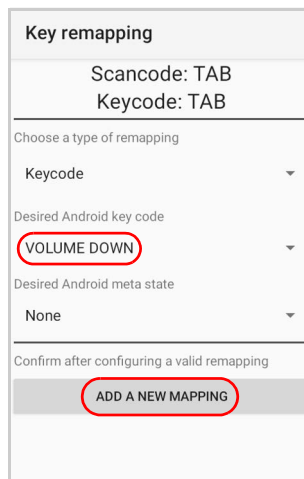 Key remapping
Scancode: TAB
Keycode: TAB
Choose a type of remapping
Keycode
Desired Android key code
VOLUME DOWN
Desired Android meta state
None
Confirm after configuring a valid remapping
ADD A NEW MAPPING